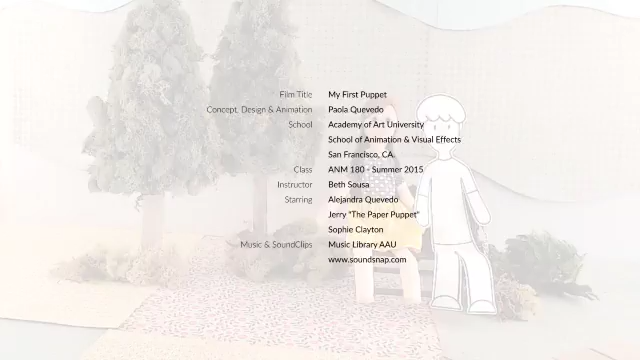 Film Title My First Puppet
Concept, Design & Animation Paola Quevedo
School Academy of Art University
School of Animation & Visual Effects
San Francisco, CA.
Class ANM 180 - Summer 2015
Instructor Beth Sousa
Starring Alejandra Quevedo
Jerry "The Paper Puppet"
Sophie Clayton
Music & SoundClips Music Library AAU
www.soundsnap.com